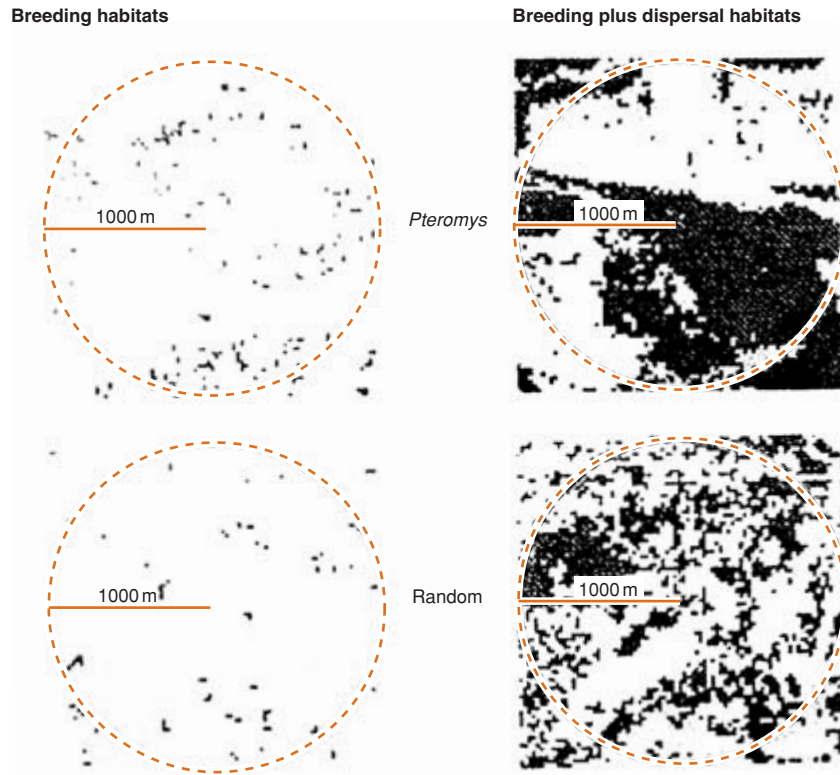 Breeding habitats
Breeding plus dispersal habitats
1000 m
Pteromys
1000 m
1000 m
Random
1000 m